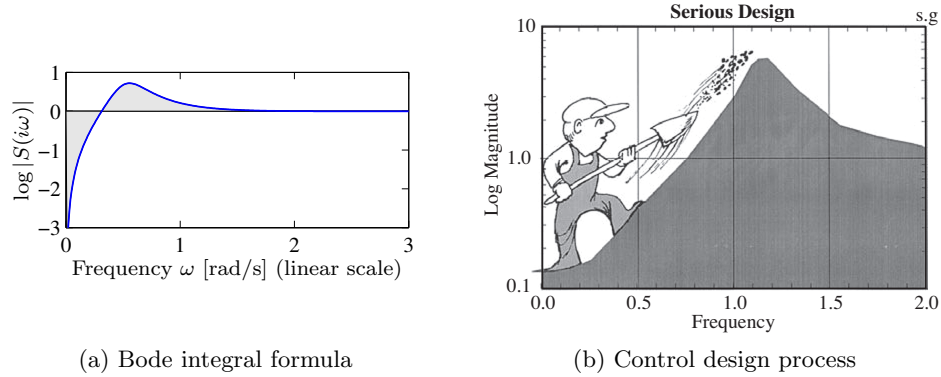 1
0
−1
−2
−3
log |S(iω)|
0
1
2
3
Frequency ω [rad/s] (linear scale)
(a) Bode integral formula
Serious Design
s.g
10
1.0
0.1
Log Magnitude
0.0
0.5
1.0
1.5
2.0
Frequency
(b) Control design process